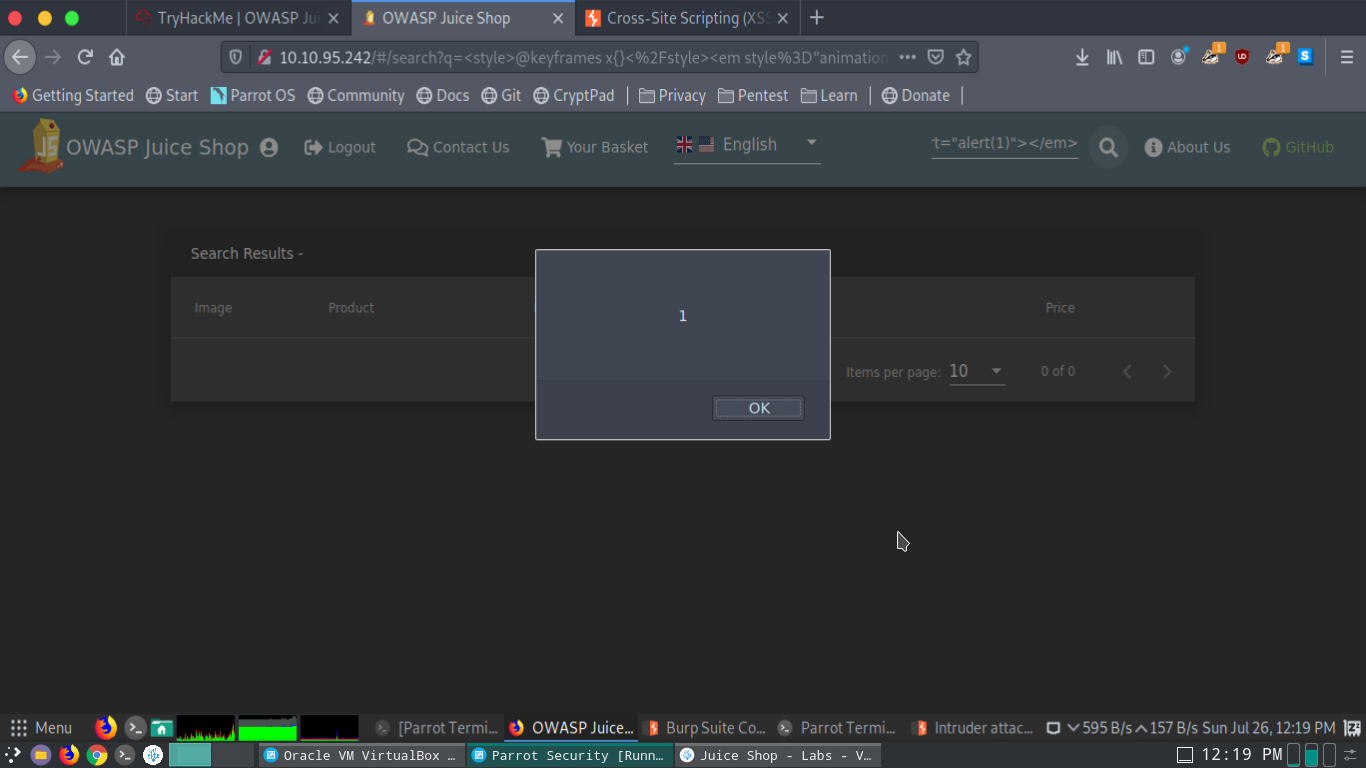 TryHackMe | OWASP Jui
OWASP Juice Shop
Cross-Site Scripting (XSS
10.10.95.242/#/search?q=<style>@keyframes x{}<%2Fstyle><em style%3D"animation
1
1
Getting Started
Start
Parrot OS
Community
Docs
Git
CryptPad
Privacy
Pentest
Learn
Donate
OWASP Juice Shop
Logout
Contact Us
Your Basket
English
t="alert(1)"></em>
About Us
GitHub
Search Results -
Image
Product
Price
1
OK
Items per page:
10
0 of 0
Menu
[Parrot Termi...
OWASP Juice...
Burp Suite Co...
Parrot Termi...
Intruder attac...
595 B/s
157 B/s
Sun Jul 26, 12:19 PM
Oracle VM VirtualBox ...
Parrot Security [Runn...
Juice Shop - Labs - V...
12:19 PM